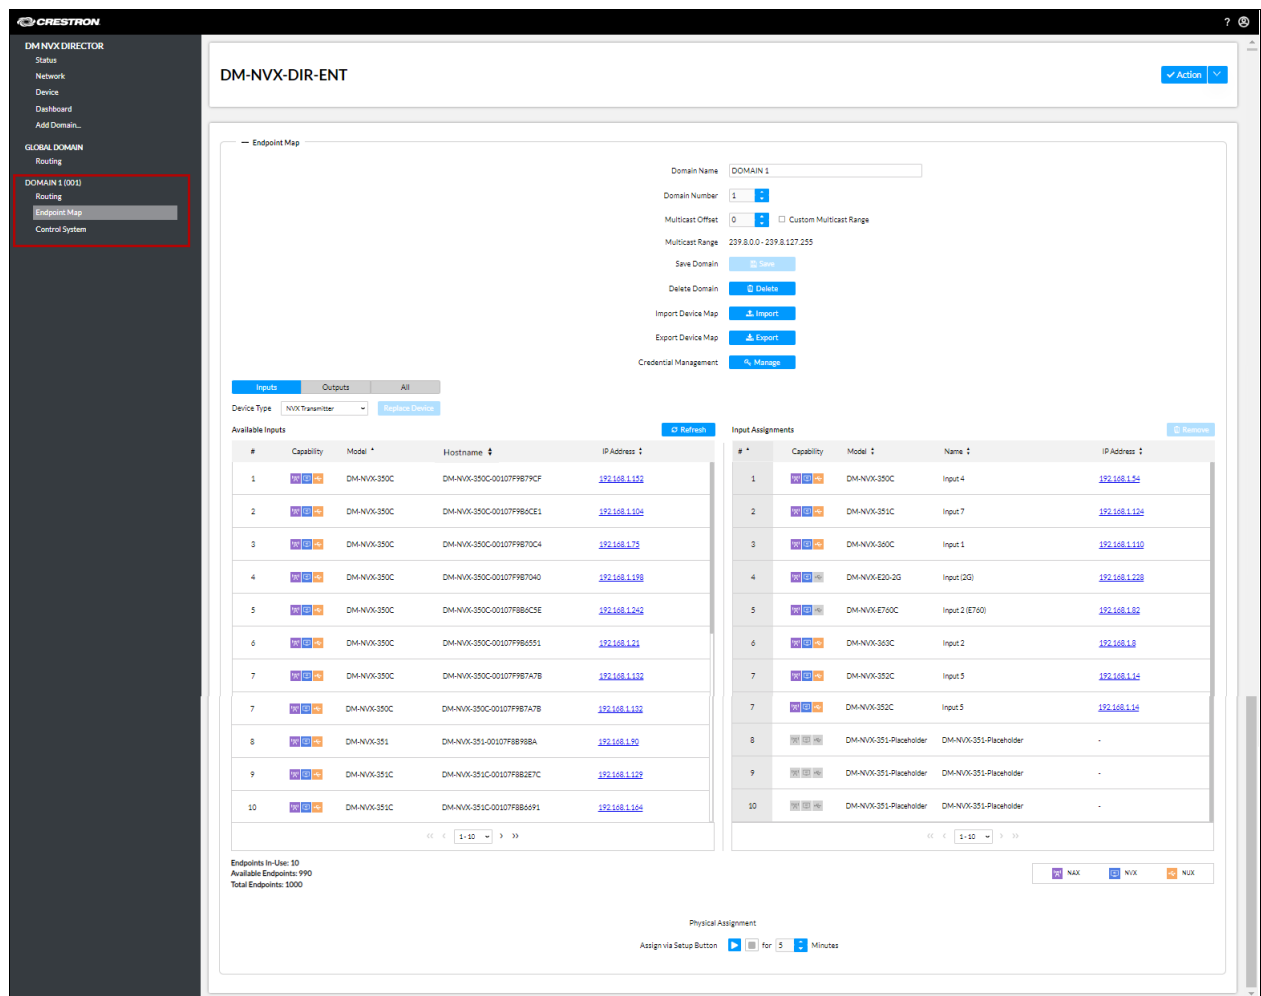 CRESTRON
?
DM NVX DIRECTOR
Status
Network
Device
Dashboard
Add Domain...
GLOBAL DOMAIN
Routing
DOMAIN 1 (001)
Routing
Endpoint Map
Control System
DM-NVX-DIR-ENT
Action
Endpoint Map
Domain Name DOMAIN 1
Domain Number 1
Multicast Offset 0 Custom Multicast Range
Multicast Range 239.8.0.0 - 239.8.127.255
Save Domain Save
Delete Domain Delete
Import Device Map Import
Export Device Map Export
Credential Management Manage
Inputs Outputs All
Device Type NVX Transmitter Replace Device
Available Inputs Refresh
# Capability Model Hostname IP Address
1 DM-NVX-350C DM-NVX-350C-00107F9B79CF 192.168.1.152
2 DM-NVX-350C DM-NVX-350C-00107F9B6CE1 192.168.1.104
3 DM-NVX-350C DM-NVX-350C-00107F9B70C4 192.168.1.75
4 DM-NVX-350C DM-NVX-350C-00107F9B7040 192.168.1.198
5 DM-NVX-350C DM-NVX-350C-00107F8B6C5E 192.168.1.242
6 DM-NVX-350C DM-NVX-350C-00107F9B6551 192.168.1.21
7 DM-NVX-350C DM-NVX-350C-00107F9B7A7B 192.168.1.132
7 DM-NVX-350C DM-NVX-350C-00107F9B7A7B 192.168.1.132
8 DM-NVX-351 DM-NVX-351-00107F8B98BA 192.168.1.90
9 DM-NVX-351C DM-NVX-351C-00107F8B2E7C 192.168.1.129
10 DM-NVX-351C DM-NVX-351C-00107F8B6691 192.168.1.164
1 - 10
Input Assignments Remove
# Capability Model Name IP Address
1 DM-NVX-350C Input 4 192.168.1.54
2 DM-NVX-351C Input 7 192.168.1.124
3 DM-NVX-360C Input 1 192.168.1.110
4 DM-NVX-E20-2G Input (2G) 192.168.1.228
5 DM-NVX-E760C Input 2 (E760) 192.168.1.82
6 DM-NVX-363C Input 2 192.168.1.8
7 DM-NVX-352C Input 5 192.168.1.14
7 DM-NVX-352C Input 5 192.168.1.14
8 DM-NVX-351-Placeholder DM-NVX-351-Placeholder -
9 DM-NVX-351-Placeholder DM-NVX-351-Placeholder -
10 DM-NVX-351-Placeholder DM-NVX-351-Placeholder -
1 - 10
Endpoints In-Use: 10
Available Endpoints: 990
Total Endpoints: 1000
NAX NVX NUX
Physical Assignment
Assign via Setup Button for 5 Minutes